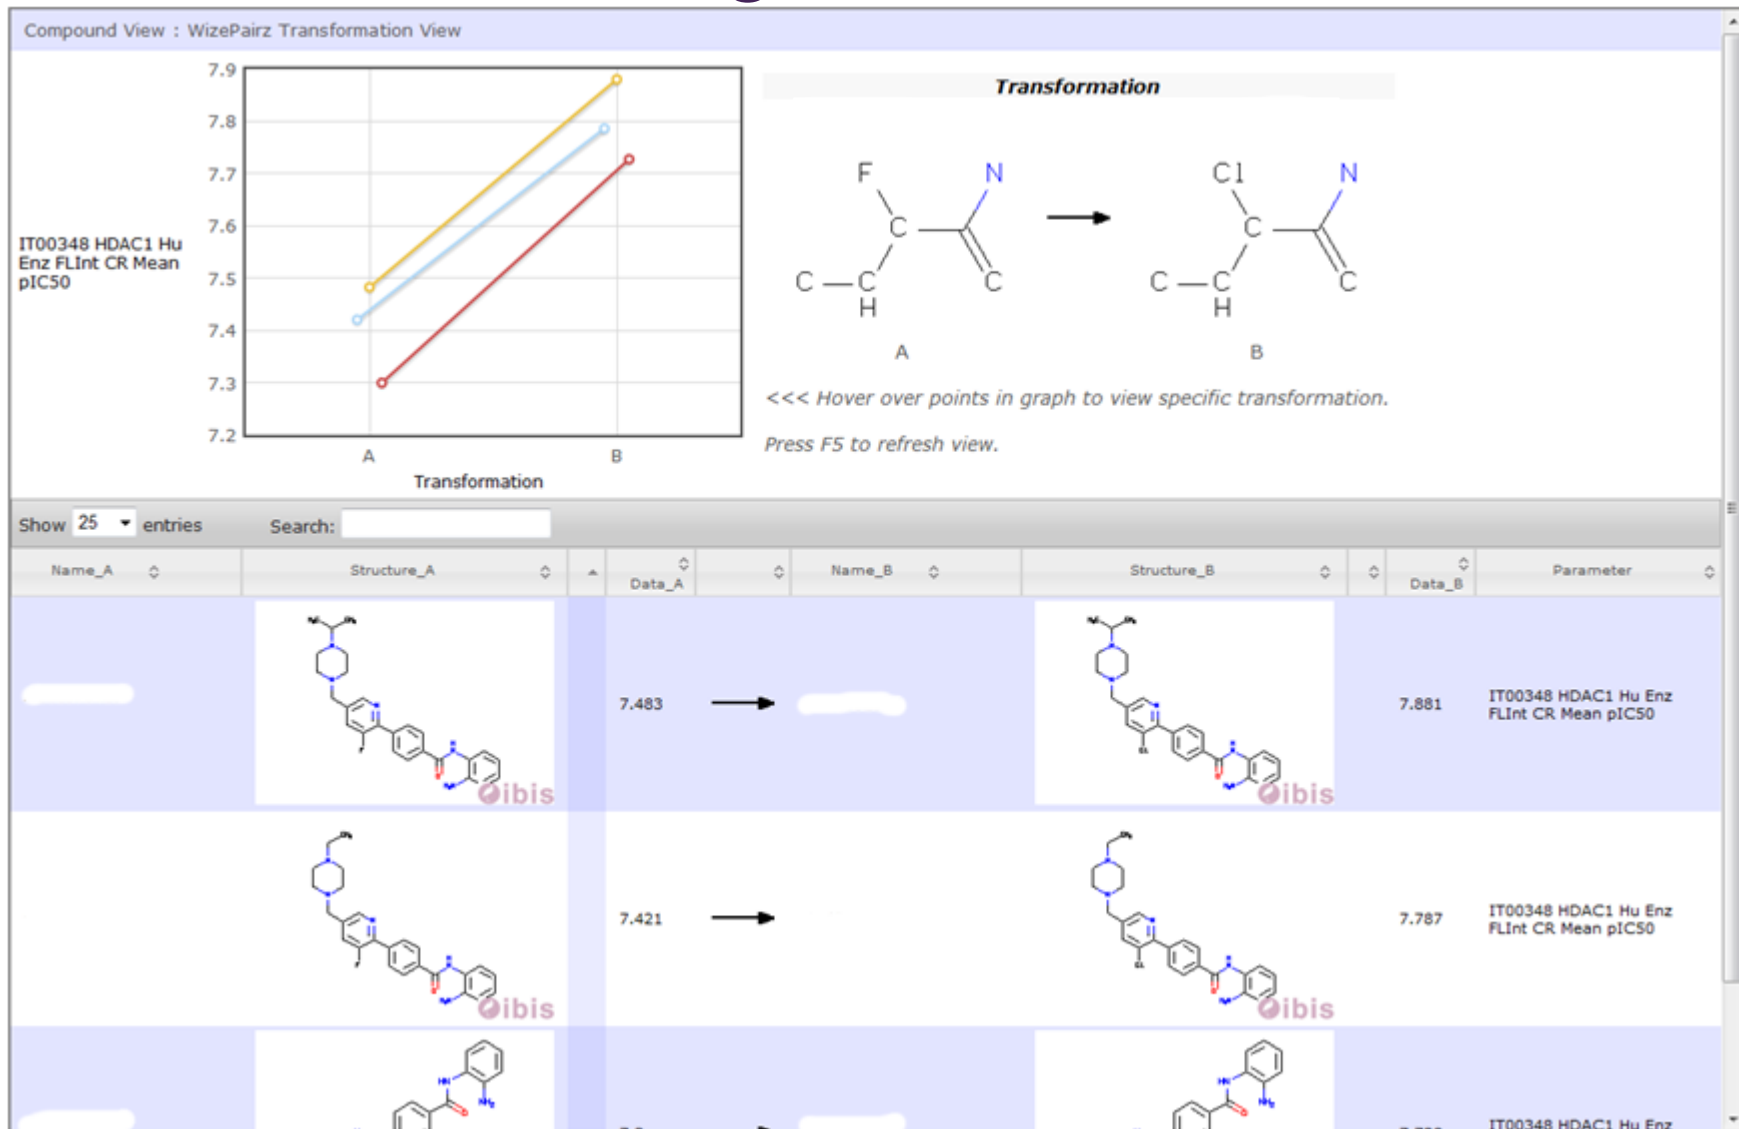 Compound View : WizePairz Transformation View
7.9
7.8
7.7
7.6
7.5
7.4
7.3
7.2
IT00348 HDAC1 Hu
Enz FLInt CR Mean
pIC50
A
B
Transformation
Transformation
F
N
C
C
C
H
C
A
Cl
N
C
C
C
H
C
B
<<< Hover over points in graph to view specific transformation.
Press F5 to refresh view.
Show 25 entries
Search:
Name_A
Structure_A
Data_A
Name_B
Structure_B
Data_B
Parameter
ibis
7.483
ibis
7.881
IT00348 HDAC1 Hu Enz
FLInt CR Mean pIC50
ibis
7.421
ibis
7.787
IT00348 HDAC1 Hu Enz
FLInt CR Mean pIC50
HN
NH₂
O
HN
NH₂
O
IT00348 HDAC1 Hu Enz